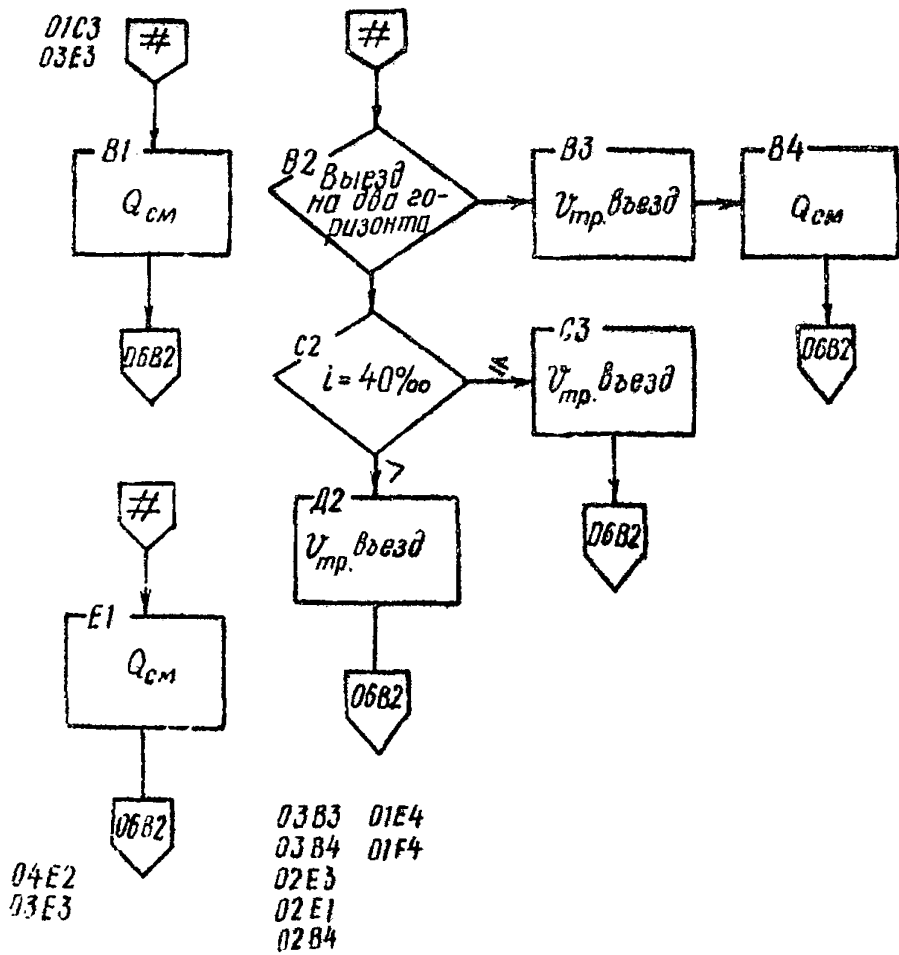 01C3
03E3
#
#
B1
Qсм
B2
Выезд
на два го-
ризонта
B3
Vтр. въезд
B4
Qсм
06B2
06B2
C2
i = 40‰
⩽
C3
Vтр. въезд
>
06B2
#
Д2
Vтр. въезд
E1
Qсм
06B2
06B2
04E2
03E3
03B3 01E4
03B4 01F4
02E3
02E1
02B4